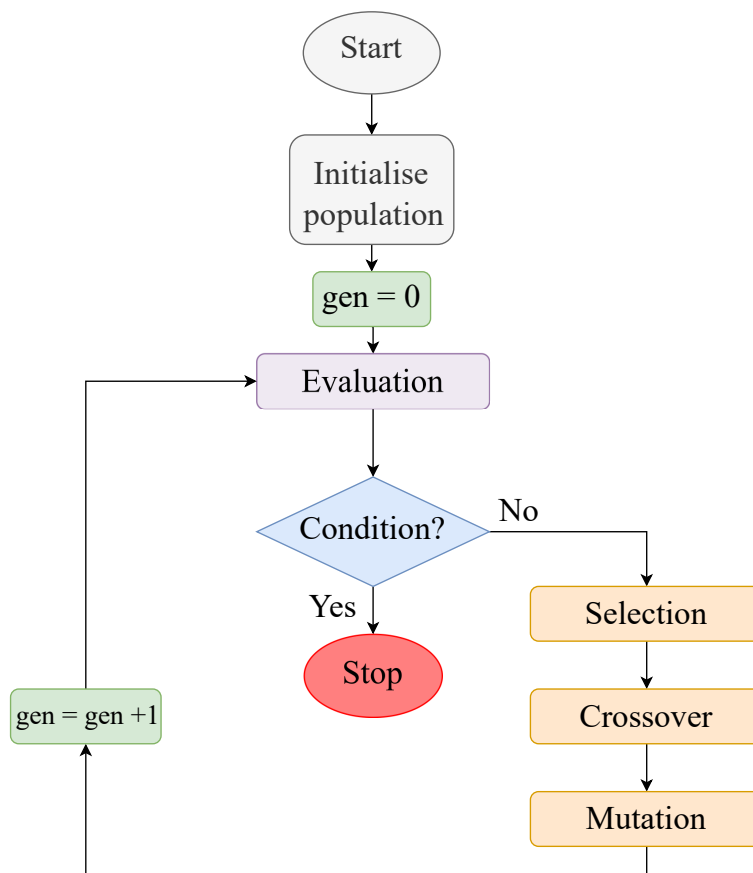 Start
Initialise
population
gen = 0
Evaluation
Condition?
No
Yes
Selection
Stop
gen = gen +1
Crossover
Mutation